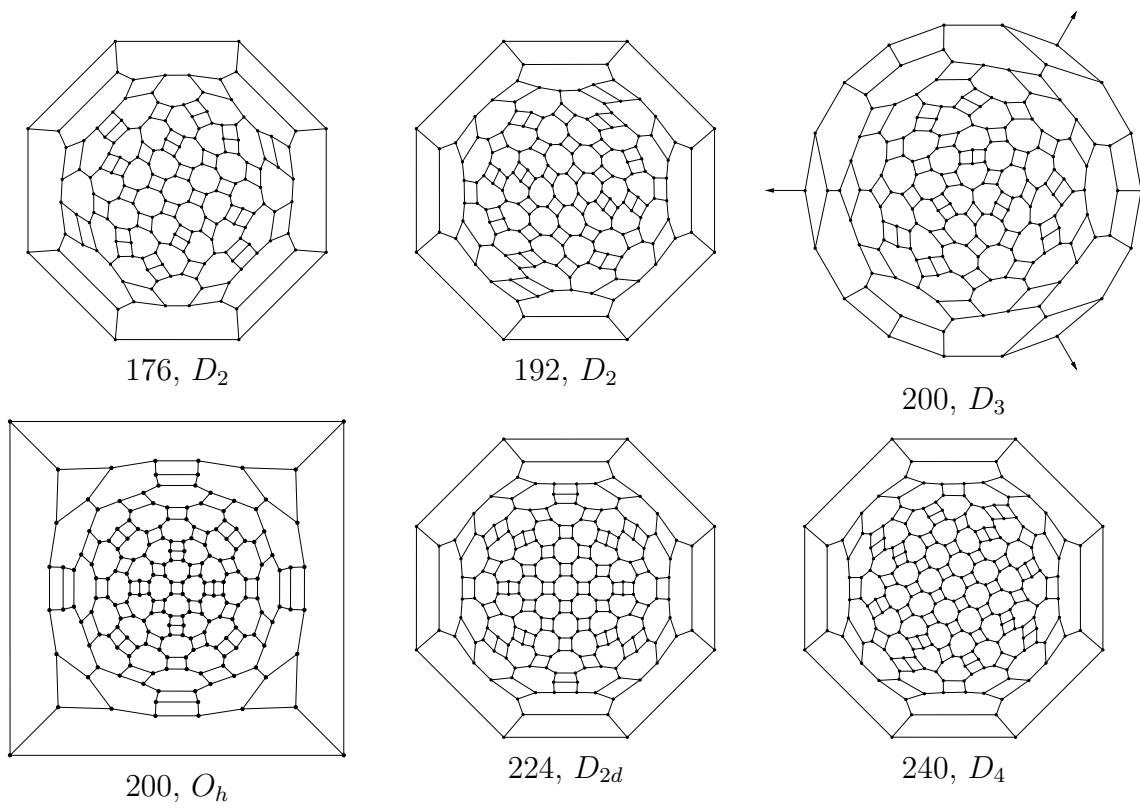 176, D₂
192, D₂
200, D₃
200, Oₕ
224, D₂d
240, D₄